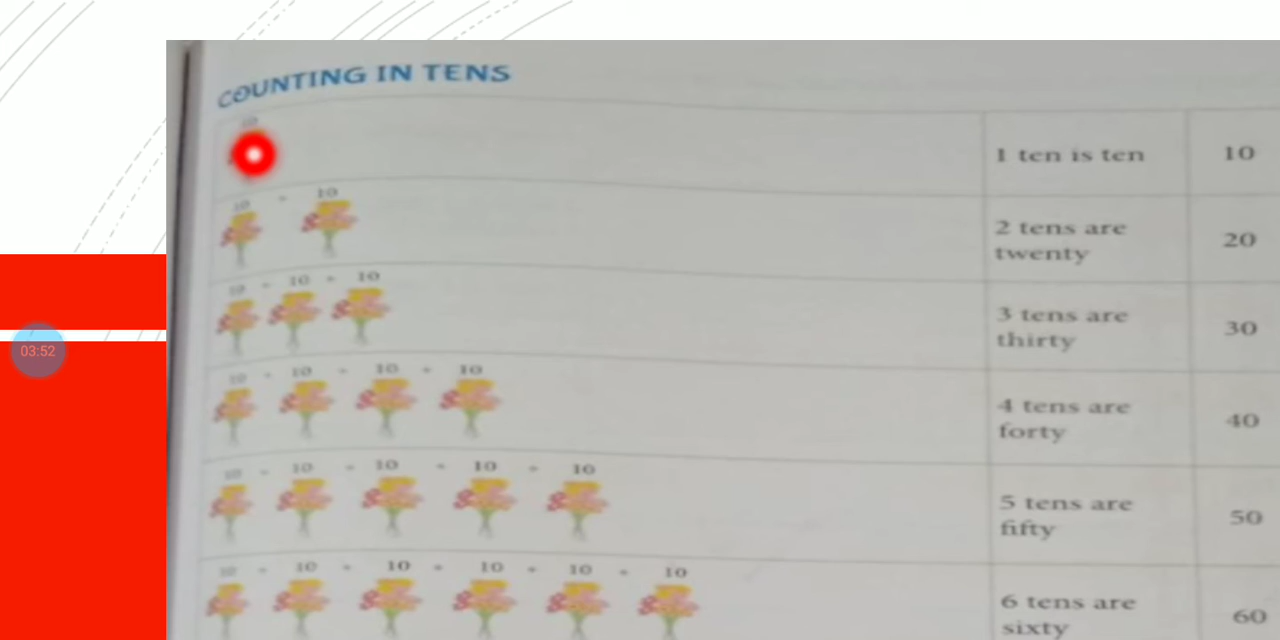 COUNTING IN TENS
10
1 ten is ten 10
10 + 10
2 tens are
twenty 20
10 + 10 + 10
3 tens are
thirty 30
10 + 10 + 10 + 10
4 tens are
forty 40
10 + 10 + 10 + 10 + 10
5 tens are
fifty 50
10 + 10 + 10 + 10 + 10 + 10
6 tens are
sixty 60
03:52